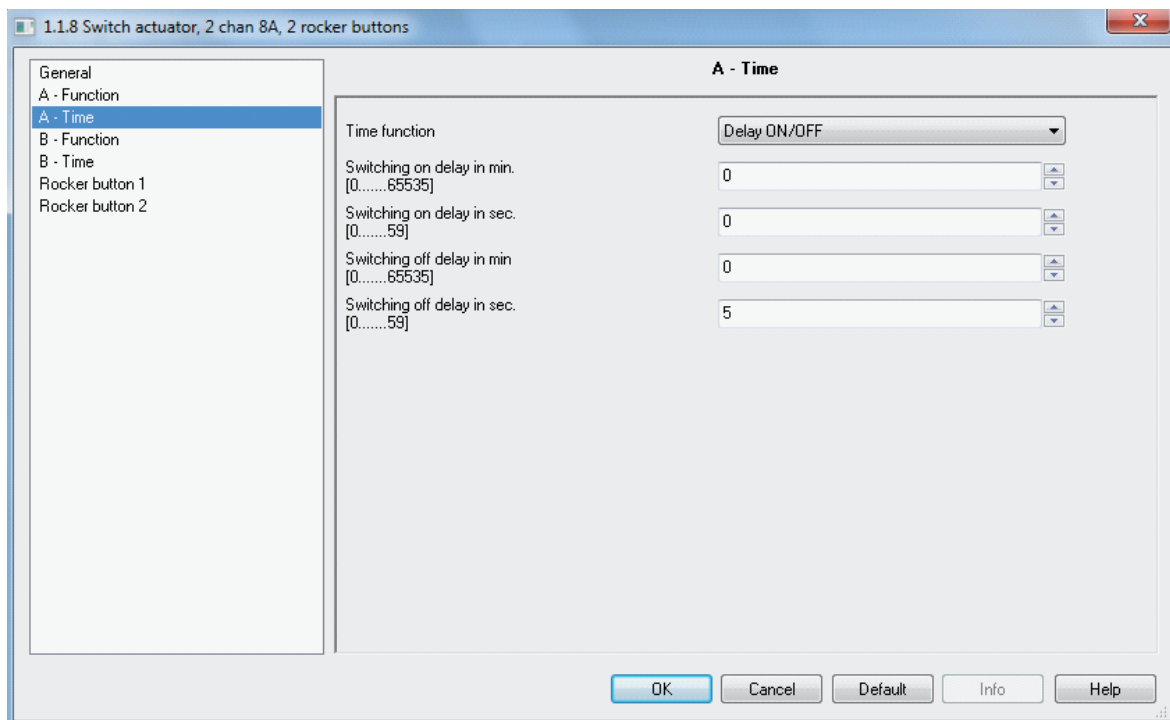 1.1.8 Switch actuator, 2 chan 8A, 2 rocker buttons
General
A - Function
A - Time
B - Function
B - Time
Rocker button 1
Rocker button 2
A - Time
Time function
Delay ON/OFF
Switching on delay in min.
[0.......65535]
0
Switching on delay in sec.
[0.......59]
0
Switching off delay in min
[0.......65535]
0
Switching off delay in sec.
[0.......59]
5
OK
Cancel
Default
Info
Help